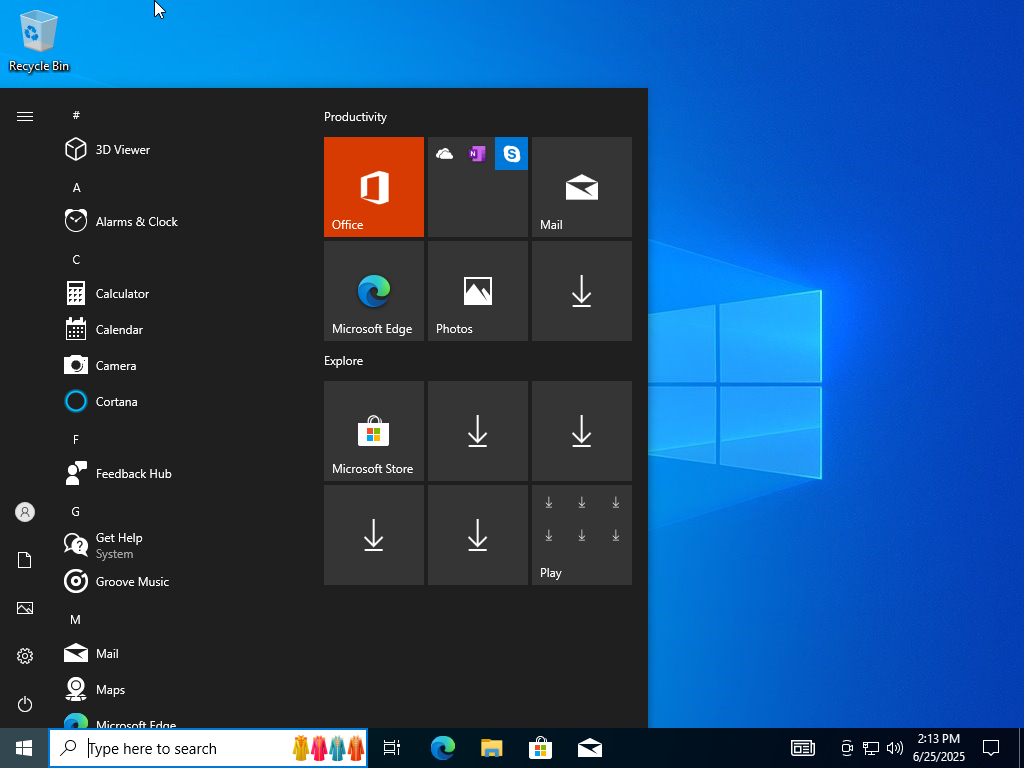 Recycle Bin
#
3D Viewer
A
Alarms & Clock
C
Calculator
Calendar
Camera
Cortana
F
Feedback Hub
G
Get Help
System
Groove Music
M
Mail
Maps
Microsoft Edge
Productivity
Office
Mail
Microsoft Edge
Photos
Explore
Microsoft Store
Play
Type here to search
2:13 PM
6/25/2025